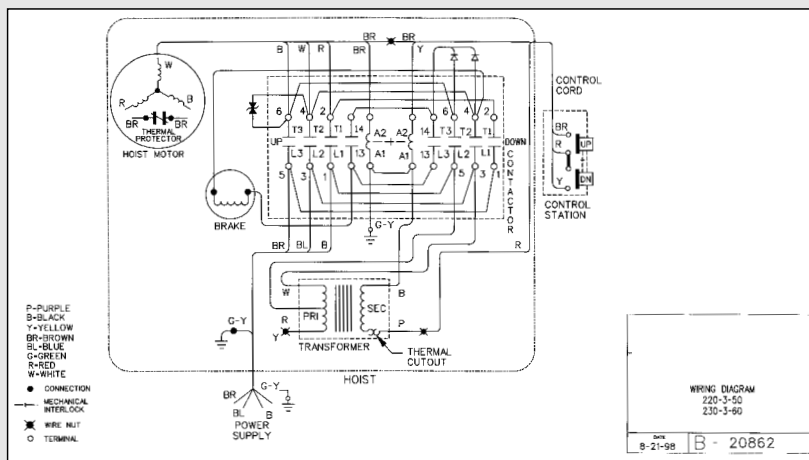 BR BR
B W R BR Y
W
R B
BR BR
THERMAL
PROTECTOR
HOIST MOTOR
6 4 2 14 6 4 2
T3 T2 T1 14 A2 A2 14 T3 T2 T1
UP DOWN
L3 L2 L1 13 A1 A1 13 L3 L2 L1
5 3 1 5 3 1
CONTACTOR
CONTROL
CORD
BR
R
Y
UP
DN
CONTROL
STATION
BRAKE
G-Y
BR BL B
R
W B
PRI SEC
R P
Y
TRANSFORMER
THERMAL
CUTOUT
HOIST
G-Y
G-Y
BR
BL B
POWER
SUPPLY
P-PURPLE
B-BLACK
Y-YELLOW
BR-BROWN
BL-BLUE
G-GREEN
R-RED
W-WHITE
CONNECTION
MECHANICAL
INTERLOCK
WIRE NUT
TERMINAL
WIRING DIAGRAM
220-3-50
230-3-60
DATE
8-21-98
B - 20862